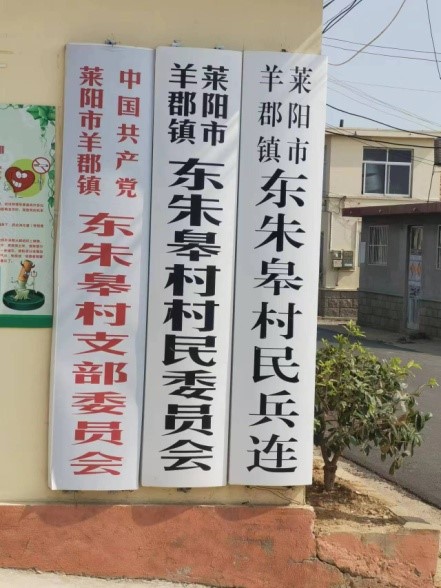 中国共产党
莱阳市羊郡镇
东朱皋村支部委员会
莱阳市
羊郡镇
东朱皋村村民委员会
莱阳市
羊郡镇
东朱皋村民兵连